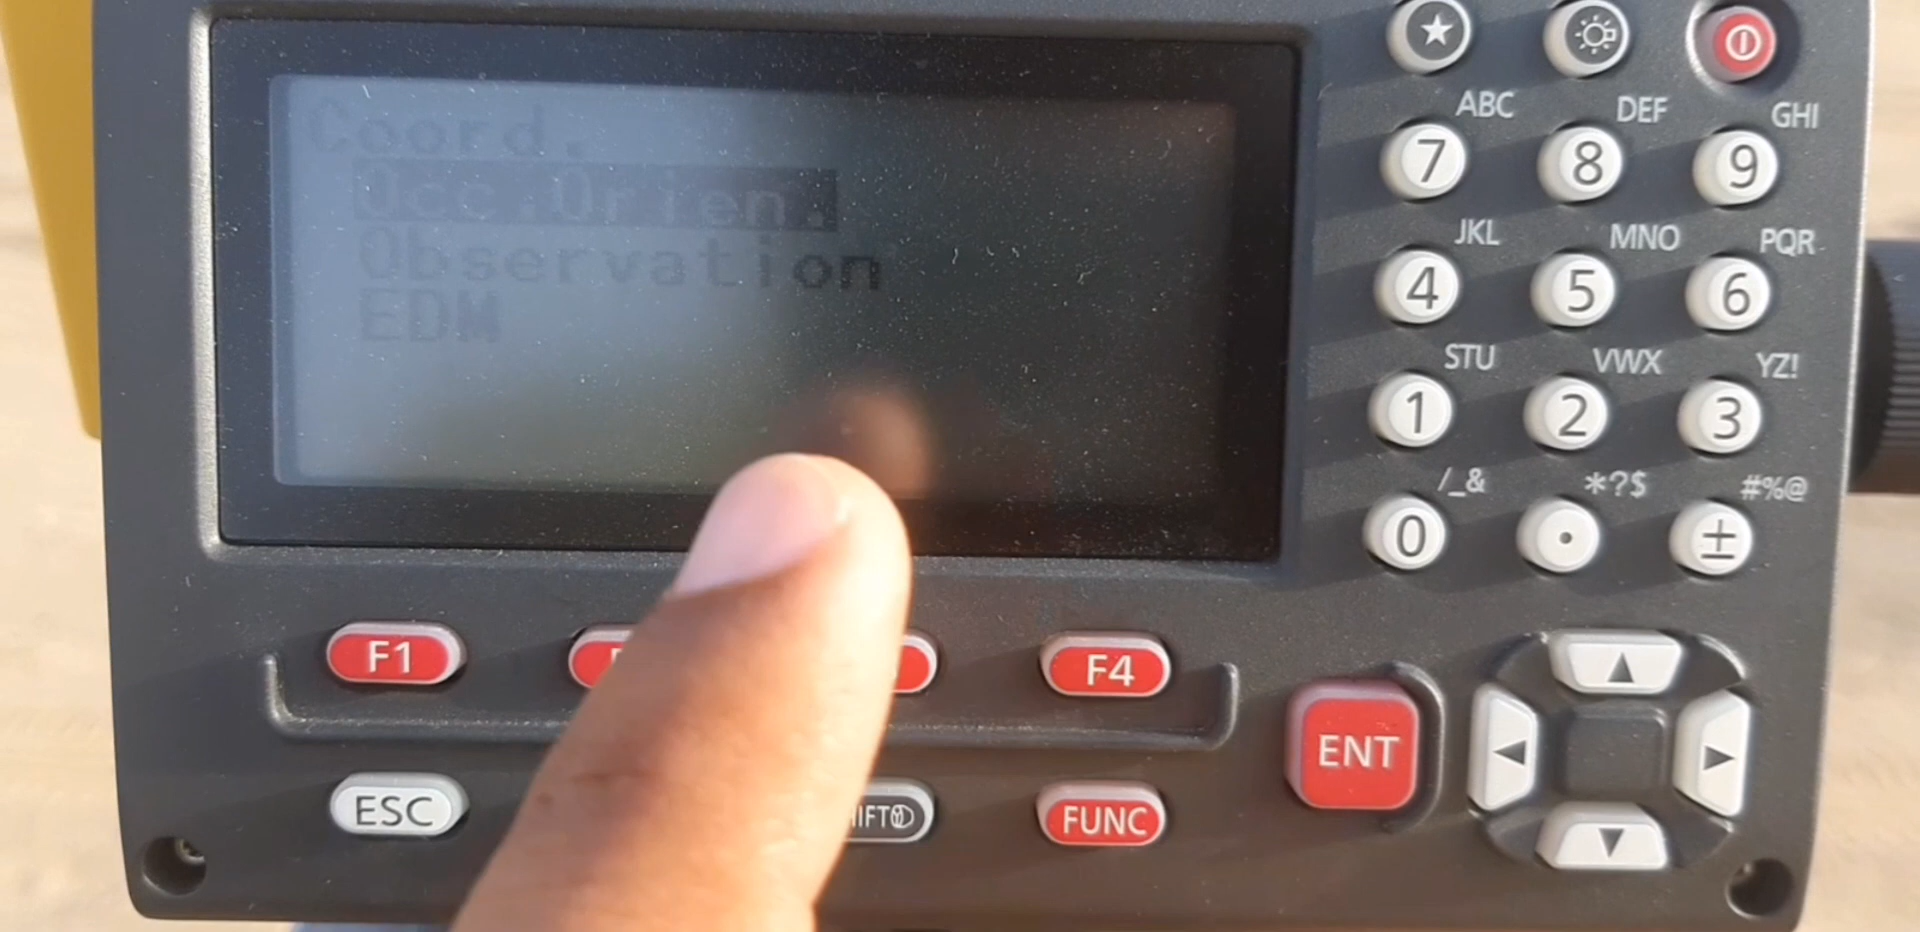 Coord.
Occ.Orien.
Observation
EDM
ABC
DEF
GHI
7
8
9
JKL
MNO
PQR
4
5
6
STU
VWX
YZ!
1
2
3
/_&
*?$
#%@
0
.
±
F1
F4
ENT
ESC
FUNC